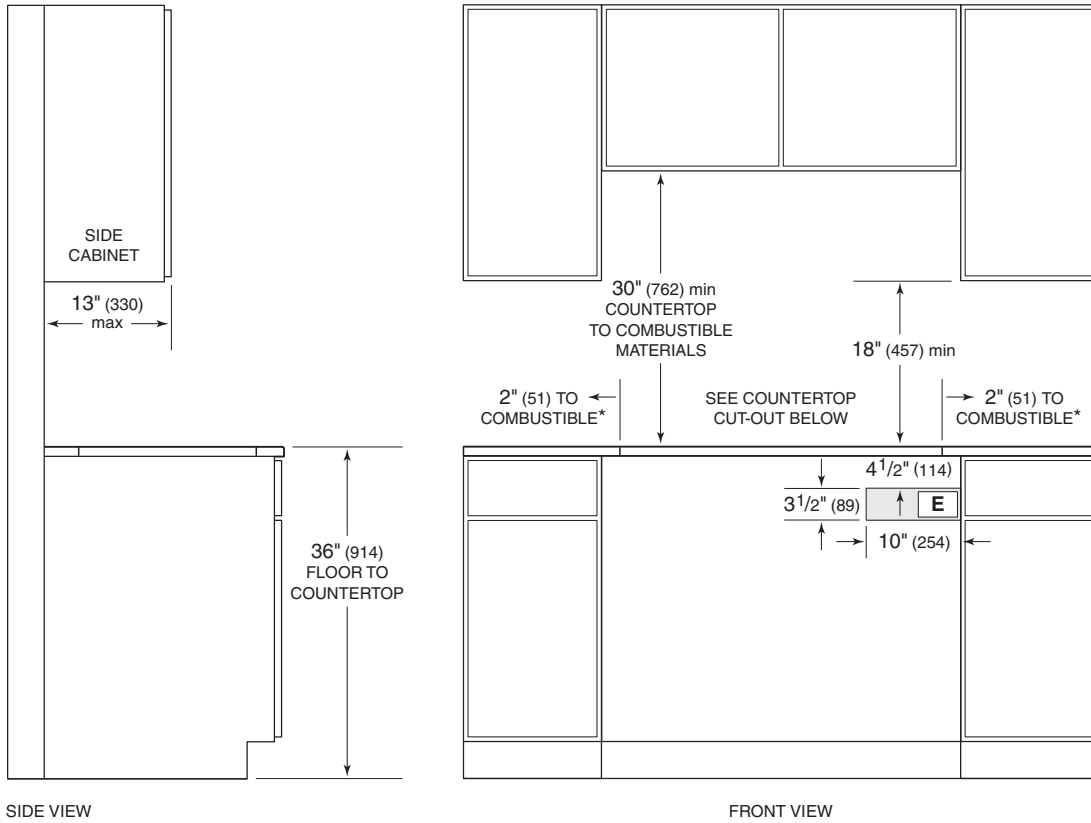 SIDE
CABINET
13" (330)
max
36" (914)
FLOOR TO
COUNTERTOP
SIDE VIEW
30" (762) min
COUNTERTOP
TO COMBUSTIBLE
MATERIALS
18" (457) min
2" (51) TO
COMBUSTIBLE*
SEE COUNTERTOP
CUT-OUT BELOW
2" (51) TO
COMBUSTIBLE*
4 1/2" (114)
3 1/2" (89)
E
10" (254)
FRONT VIEW